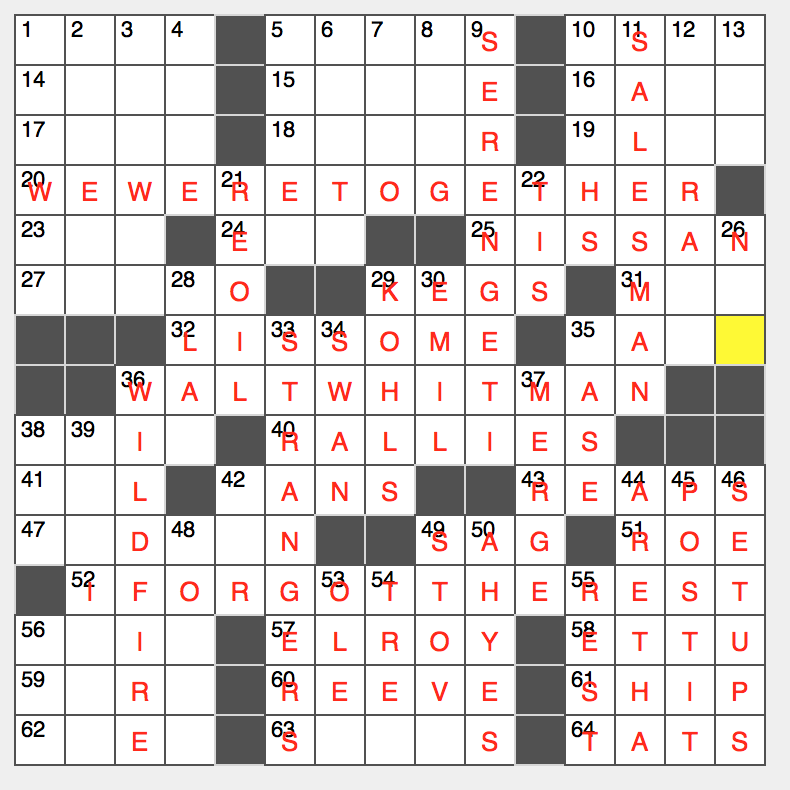 1 2 3 4 5 6 7 8 9 S 10 11 S 12 13
14 15 E 16 A
17 18 R 19 L
20 W E W E 21 R E T O G E 22 T H E R
23 24 E 25 N I S S A 26 N
27 28 O 29 K 30 E G S 31 M
32 L I 33 S 34 S O M E 35 A
36 W A L T W H I T 37 M A N
38 39 I 40 R A L L I E S
41 L 42 A N S 43 R E 44 A 45 P 46 S
47 D 48 N 49 S 50 A G 51 R O E
52 I F O R G 53 O 54 T T H E 55 R E S T
56 I 57 E L R O Y 58 E T T U
59 R 60 R E E V E 61 S H I P
62 E 63 S S 64 T A T S